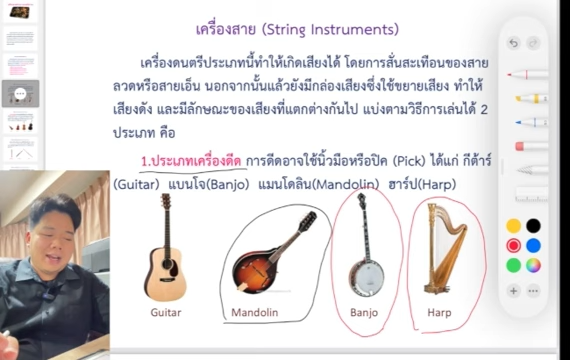 เครื่องสาย (String Instruments)
เครื่องดนตรีประเภทนี้ทำให้เกิดเสียงได้ โดยการสั่นสะเทือนของสาย
ลวดหรือสายเอ็น นอกจากนั้นแล้วยังมีกล่องเสียงซึ่งใช้ขยายเสียง ทำให้
เสียงดัง และมีลักษณะของเสียงที่แตกต่างกันไป แบ่งตามวิธีการเล่นได้ 2
ประเภท คือ
1.ประเภทเครื่องดีด การดีดอาจใช้นิ้วมือหรือปิค (Pick) ได้แก่ กีต้าร์
(Guitar) แบนโจ(Banjo) แมนโดลิน(Mandolin) ฮาร์ป(Harp)
Guitar Mandolin Banjo Harp